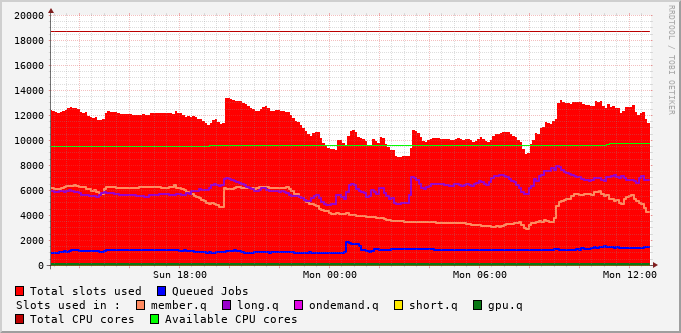 20000
18000
16000
14000
12000
10000
8000
6000
4000
2000
0
Sun 18:00 Mon 00:00 Mon 06:00 Mon 12:00
Total slots used Queued Jobs
Slots used in : member.q long.q ondemand.q short.q gpu.q
Total CPU cores Available CPU cores
RRDTOOL / TOBI OETIKER